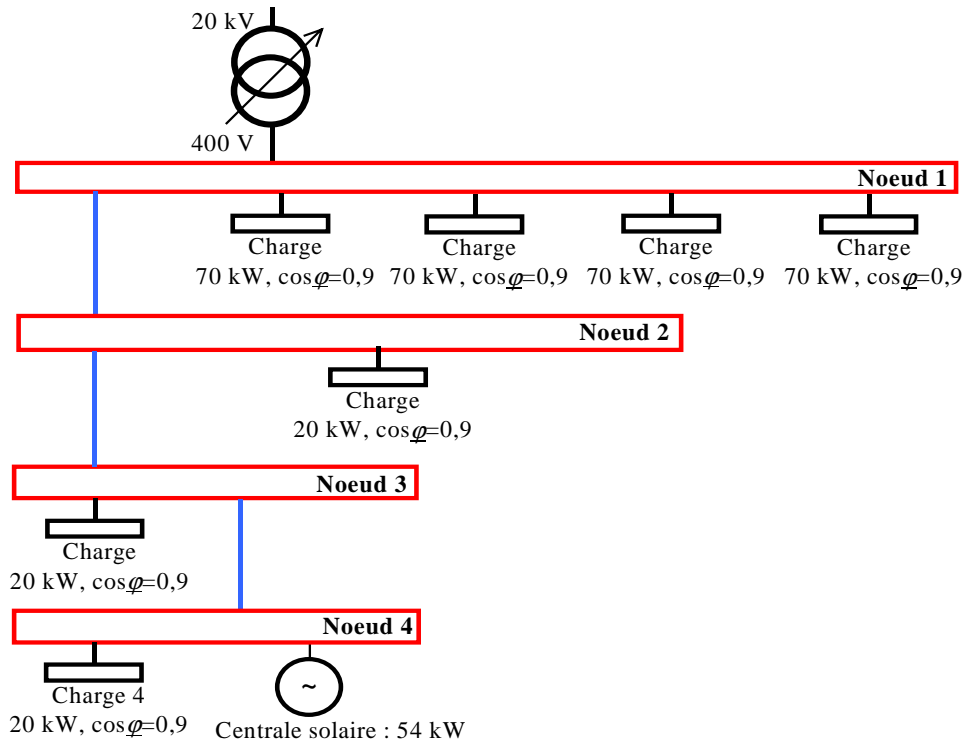 20 kV
400 V
Noeud 1
Charge
70 kW, cosφ=0,9
Charge
70 kW, cosφ=0,9
Charge
70 kW, cosφ=0,9
Charge
70 kW, cosφ=0,9
Noeud 2
Charge
20 kW, cosφ=0,9
Noeud 3
Charge
20 kW, cosφ=0,9
Noeud 4
Charge 4
20 kW, cosφ=0,9
~
Centrale solaire : 54 kW